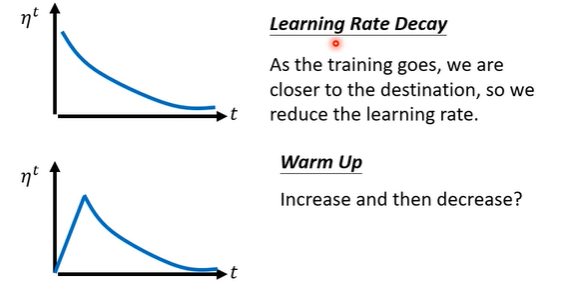 η^t
Learning Rate Decay
As the training goes, we are
closer to the destination, so we
reduce the learning rate.
t
η^t
Warm Up
Increase and then decrease?
t